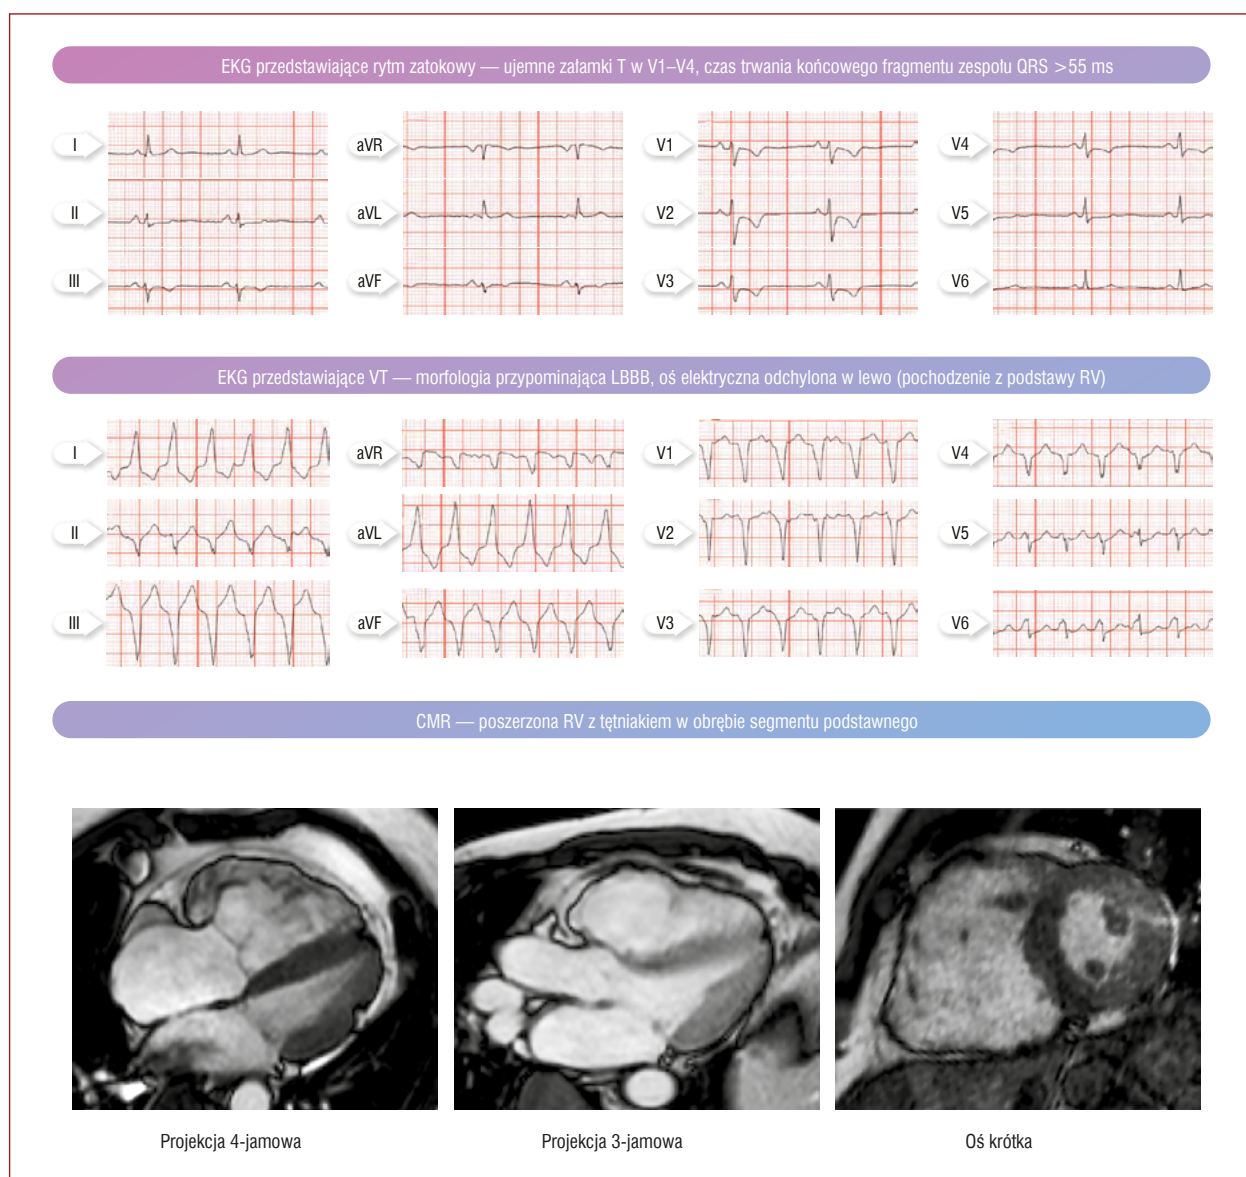 EKG przedstawiające rytm zatokowy — ujemne załamki T w V1–V4, czas trwania końcowego fragmentu zespołu QRS >55 ms
I
aVR
V1
V4
II
aVL
V2
V5
III
aVF
V3
V6
EKG przedstawiające VT — morfologia przypominająca LBBB, oś elektryczna odchylona w lewo (pochodzenie z podstawy RV)
I
aVR
V1
V4
II
aVL
V2
V5
III
aVF
V3
V6
CMR — poszerzona RV z tętniakiem w obrębie segmentu podstawnego
Projekcja 4-jamowa
Projekcja 3-jamowa
Oś krótka